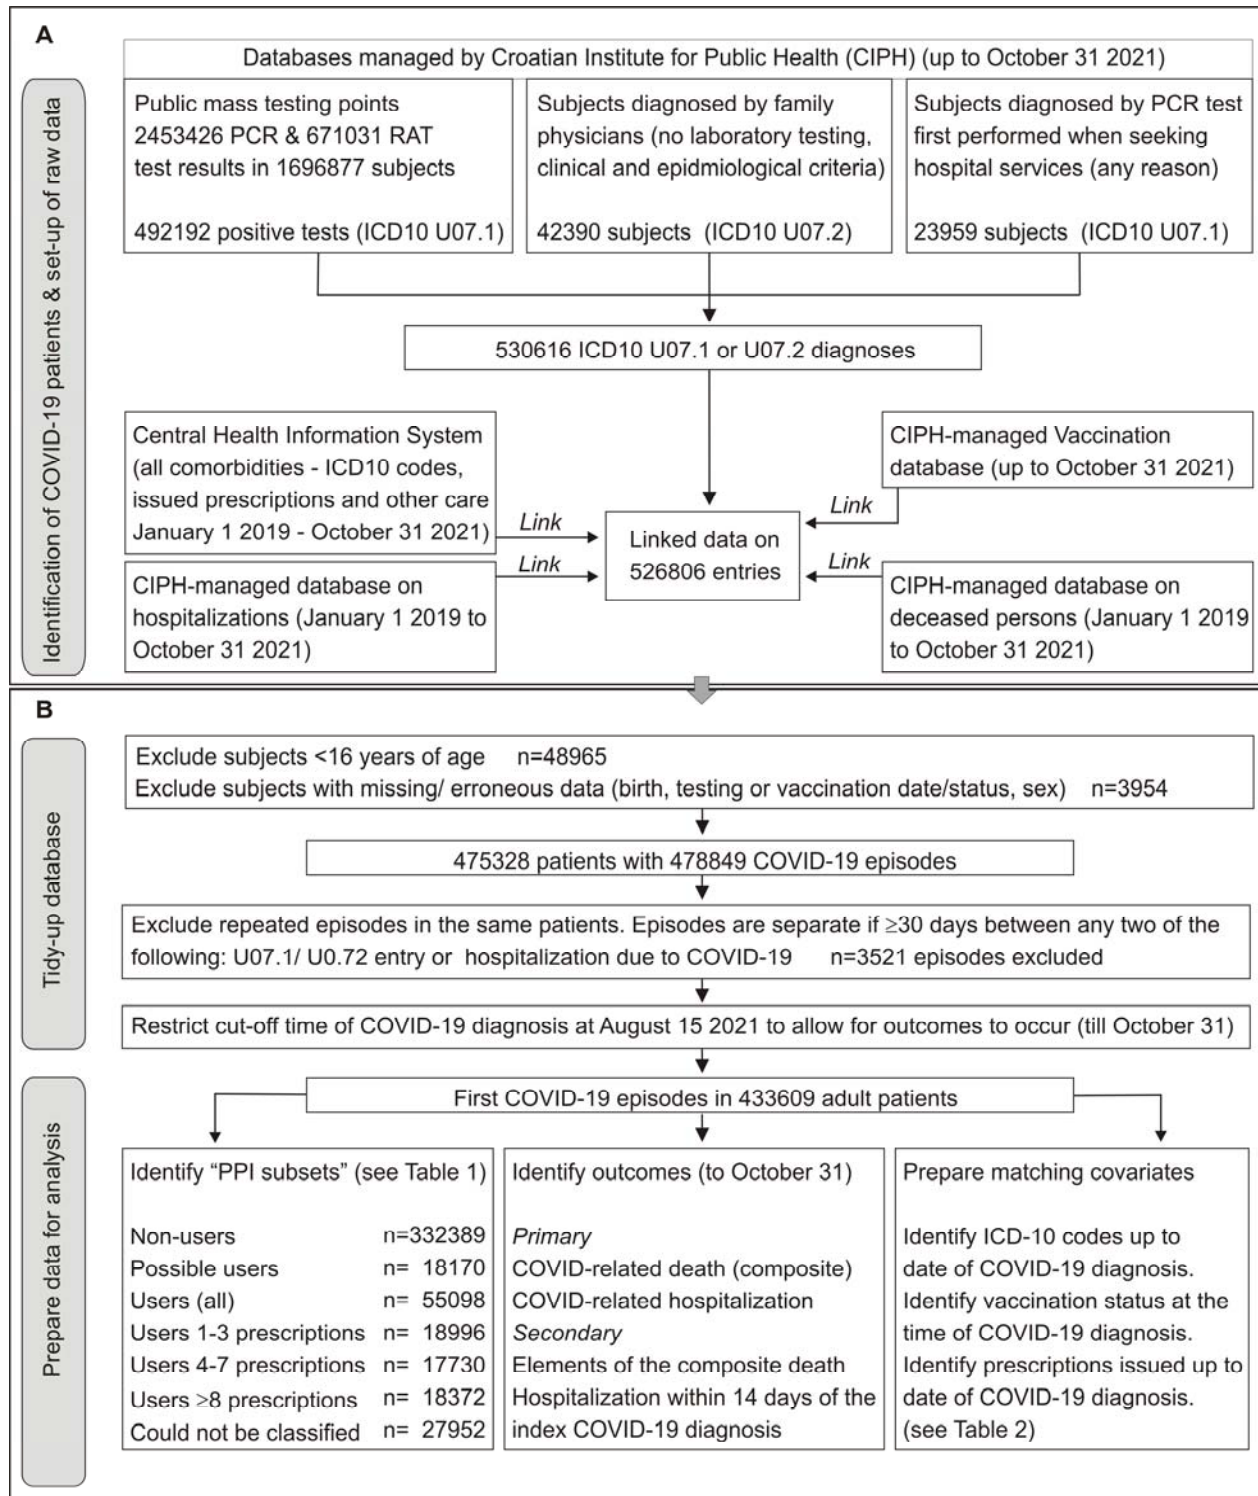 A
Identification of COVID-19 patients & set-up of raw data
Databases managed by Croatian Institute for Public Health (CIPH) (up to October 31 2021)
Public mass testing points
2453426 PCR & 671031 RAT
test results in 1696877 subjects
492192 positive tests (ICD10 U07.1)
Subjects diagnosed by family
physicians (no laboratory testing,
clinical and epidmiological criteria)
42390 subjects (ICD10 U07.2)
Subjects diagnosed by PCR test
first performed when seeking
hospital services (any reason)
23959 subjects (ICD10 U07.1)
530616 ICD10 U07.1 or U07.2 diagnoses
Central Health Information System
(all comorbidities - ICD10 codes,
issued prescriptions and other care
January 1 2019 - October 31 2021)
Link
CIPH-managed database on
hospitalizations (January 1 2019 to
October 31 2021)
Link
Linked data on
526806 entries
CIPH-managed Vaccination
database (up to October 31 2021)
Link
CIPH-managed database on
deceased persons (January 1 2019
to October 31 2021)
Link
B
Tidy-up database
Exclude subjects <16 years of age n=48965
Exclude subjects with missing/ erroneous data (birth, testing or vaccination date/status, sex) n=3954
475328 patients with 478849 COVID-19 episodes
Exclude repeated episodes in the same patients. Episodes are separate if ≥30 days between any two of the
following: U07.1/ U0.72 entry or hospitalization due to COVID-19 n=3521 episodes excluded
Restrict cut-off time of COVID-19 diagnosis at August 15 2021 to allow for outcomes to occur (till October 31)
Prepare data for analysis
First COVID-19 episodes in 433609 adult patients
Identify “PPI subsets” (see Table 1)
Non-users n=332389
Possible users n= 18170
Users (all) n= 55098
Users 1-3 prescriptions n= 18996
Users 4-7 prescriptions n= 17730
Users ≥8 prescriptions n= 18372
Could not be classified n= 27952
Identify outcomes (to October 31)
Primary
COVID-related death (composite)
COVID-related hospitalization
Secondary
Elements of the composite death
Hospitalization within 14 days of the
index COVID-19 diagnosis
Prepare matching covariates
Identify ICD-10 codes up to
date of COVID-19 diagnosis.
Identify vaccination status at the
time of COVID-19 diagnosis.
Identify prescriptions issued up to
date of COVID-19 diagnosis.
(see Table 2)